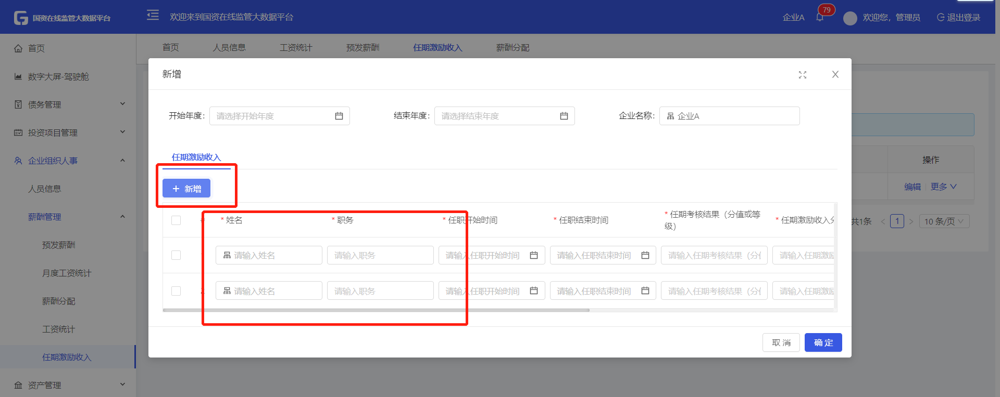 国资在线监管大数据平台
欢迎来到国资在线监管大数据平台
企业A
79
欢迎您，管理员
退出登录
首页
数字大屏-驾驶舱
债务管理
投资项目管理
企业组织人事
人员信息
薪酬管理
预发薪酬
月度工资统计
薪酬分配
工资统计
任期激励收入
资产管理
首页 人员信息 工资统计 预发薪酬 任期激励收入 薪酬分配
新增
开始年度: 请选择开始年度 结束年度: 请选择结束年度 企业名称: 企业A
任期激励收入
+ 新增
* 姓名 * 职务 * 任职开始时间 * 任职结束时间 * 任期考核结果（分值或等
级） * 任期激励收入
请输入姓名 请输入职务 请输入任职开始时间 请输入任职结束时间 请输入任期考核结果（分 请输入任期激
请输入姓名 请输入职务 请输入任职开始时间 请输入任职结束时间 请输入任期考核结果（分 请输入任期激
取 消 确 定
操作
编辑 更多
共1条 < 1 > 10 条/页